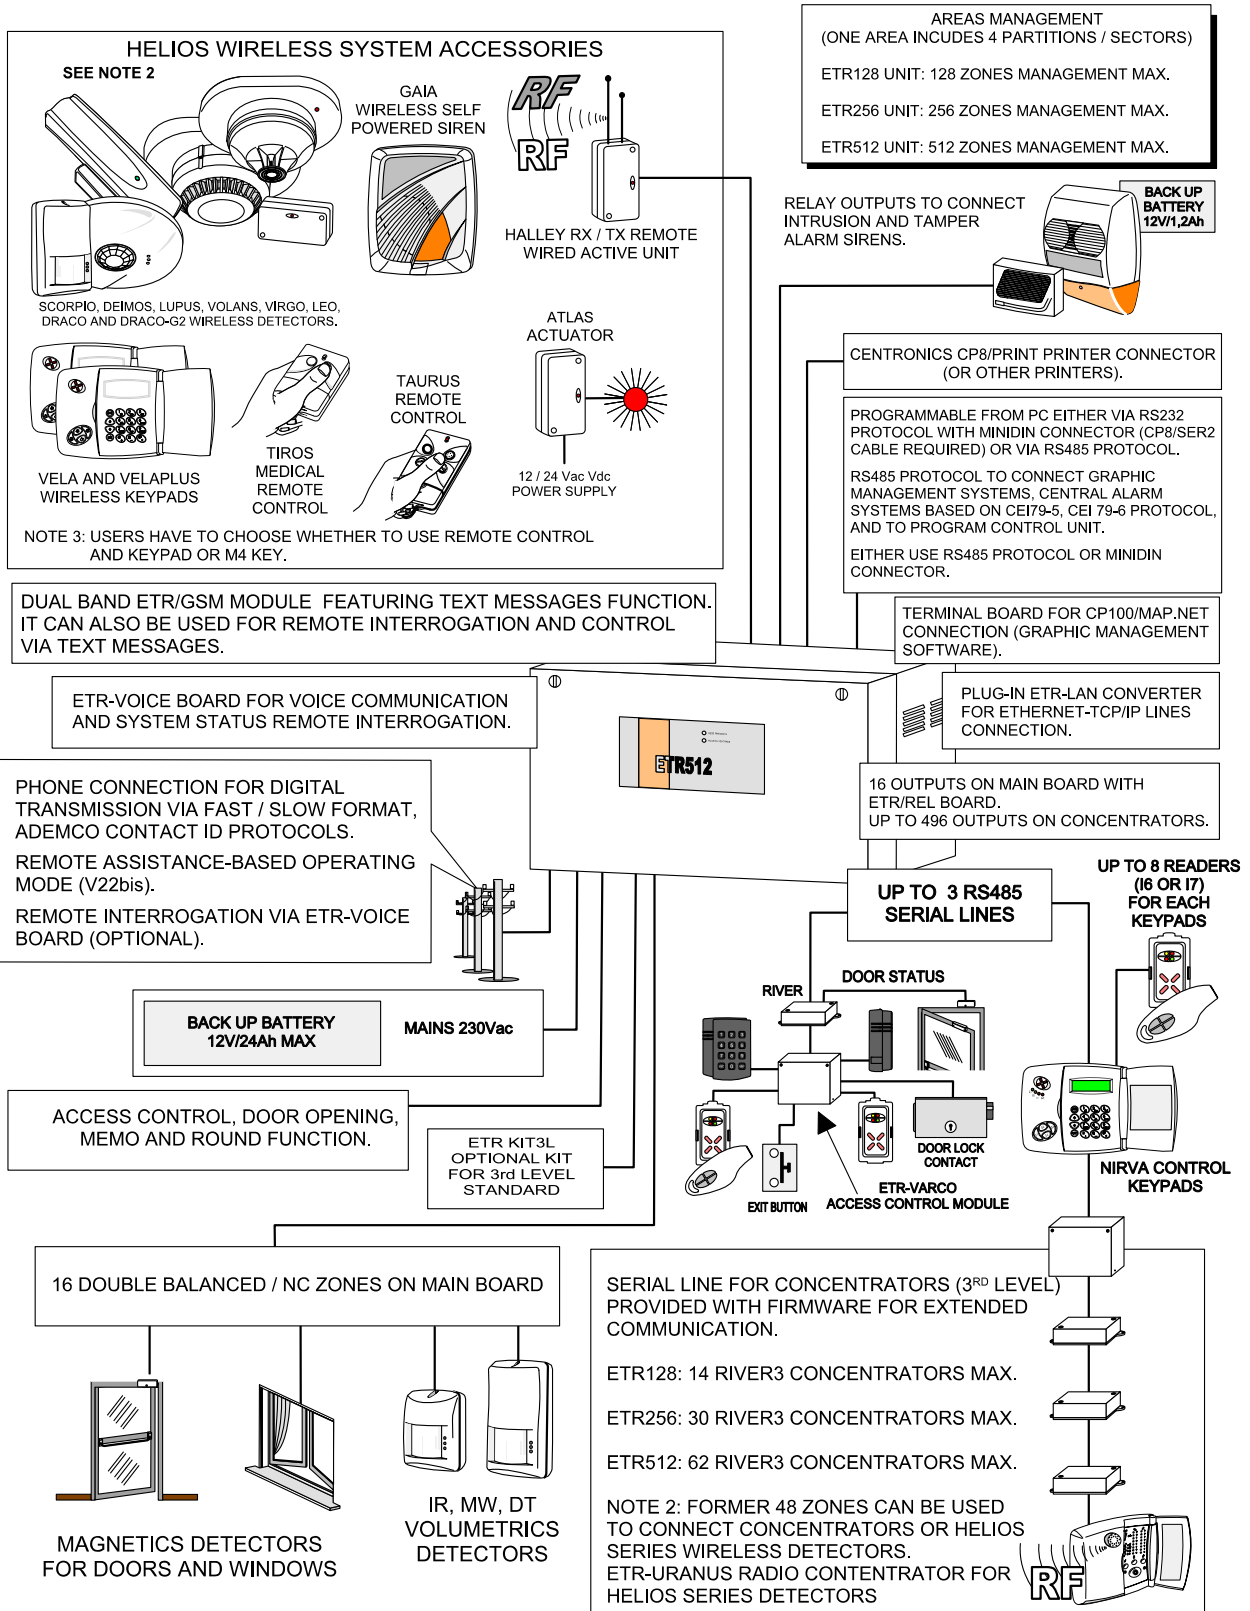 HELIOS WIRELESS SYSTEM ACCESSORIES
SEE NOTE 2
GAIA
WIRELESS SELF
POWERED SIREN
RF
RF
HALLEY RX / TX REMOTE
WIRED ACTIVE UNIT
SCORPIO, DEIMOS, LUPUS, VOLANS, VIRGO, LEO,
DRACO AND DRACO-G2 WIRELESS DETECTORS.
ATLAS
ACTUATOR
TAURUS
REMOTE
CONTROL
TIROS
MEDICAL
REMOTE
CONTROL
VELA AND VELAPLUS
WIRELESS KEYPADS
12 / 24 Vac Vdc
POWER SUPPLY
NOTE 3: USERS HAVE TO CHOOSE WHETHER TO USE REMOTE CONTROL
AND KEYPAD OR M4 KEY.
AREAS MANAGEMENT
(ONE AREA INCUDES 4 PARTITIONS / SECTORS)
ETR128 UNIT: 128 ZONES MANAGEMENT MAX.
ETR256 UNIT: 256 ZONES MANAGEMENT MAX.
ETR512 UNIT: 512 ZONES MANAGEMENT MAX.
RELAY OUTPUTS TO CONNECT
INTRUSION AND TAMPER
ALARM SIRENS.
BACK UP
BATTERY
12V/1,2Ah
CENTRONICS CP8/PRINT PRINTER CONNECTOR
(OR OTHER PRINTERS).
PROGRAMMABLE FROM PC EITHER VIA RS232
PROTOCOL WITH MINIDIN CONNECTOR (CP8/SER2
CABLE REQUIRED) OR VIA RS485 PROTOCOL.
RS485 PROTOCOL TO CONNECT GRAPHIC
MANAGEMENT SYSTEMS, CENTRAL ALARM
SYSTEMS BASED ON CEI79-5, CEI 79-6 PROTOCOL,
AND TO PROGRAM CONTROL UNIT.
EITHER USE RS485 PROTOCOL OR MINIDIN
CONNECTOR.
DUAL BAND ETR/GSM MODULE FEATURING TEXT MESSAGES FUNCTION.
IT CAN ALSO BE USED FOR REMOTE INTERROGATION AND CONTROL
VIA TEXT MESSAGES.
TERMINAL BOARD FOR CP100/MAP.NET
CONNECTION (GRAPHIC MANAGEMENT
SOFTWARE).
ETR-VOICE BOARD FOR VOICE COMMUNICATION
AND SYSTEM STATUS REMOTE INTERROGATION.
PLUG-IN ETR-LAN CONVERTER
FOR ETHERNET-TCP/IP LINES
CONNECTION.
ETR512
PHONE CONNECTION FOR DIGITAL
TRANSMISSION VIA FAST / SLOW FORMAT,
ADEMCO CONTACT ID PROTOCOLS.
REMOTE ASSISTANCE-BASED OPERATING
MODE (V22bis).
REMOTE INTERROGATION VIA ETR-VOICE
BOARD (OPTIONAL).
16 OUTPUTS ON MAIN BOARD WITH
ETR/REL BOARD.
UP TO 496 OUTPUTS ON CONCENTRATORS.
UP TO 3 RS485
SERIAL LINES
UP TO 8 READERS
(I6 OR I7)
FOR EACH
KEYPADS
BACK UP BATTERY
12V/24Ah MAX
MAINS 230Vac
RIVER
DOOR STATUS
ACCESS CONTROL, DOOR OPENING,
MEMO AND ROUND FUNCTION.
ETR KIT3L
OPTIONAL KIT
FOR 3rd LEVEL
STANDARD
DOOR LOCK
CONTACT
EXIT BUTTON
ETR-VARCO
ACCESS CONTROL MODULE
NIRVA CONTROL
KEYPADS
16 DOUBLE BALANCED / NC ZONES ON MAIN BOARD
MAGNETICS DETECTORS
FOR DOORS AND WINDOWS
IR, MW, DT
VOLUMETRICS
DETECTORS
SERIAL LINE FOR CONCENTRATORS (3RD LEVEL)
PROVIDED WITH FIRMWARE FOR EXTENDED
COMMUNICATION.
ETR128: 14 RIVER3 CONCENTRATORS MAX.
ETR256: 30 RIVER3 CONCENTRATORS MAX.
ETR512: 62 RIVER3 CONCENTRATORS MAX.
NOTE 2: FORMER 48 ZONES CAN BE USED
TO CONNECT CONCENTRATORS OR HELIOS
SERIES WIRELESS DETECTORS.
ETR-URANUS RADIO CONTENTRATOR FOR
HELIOS SERIES DETECTORS
RF